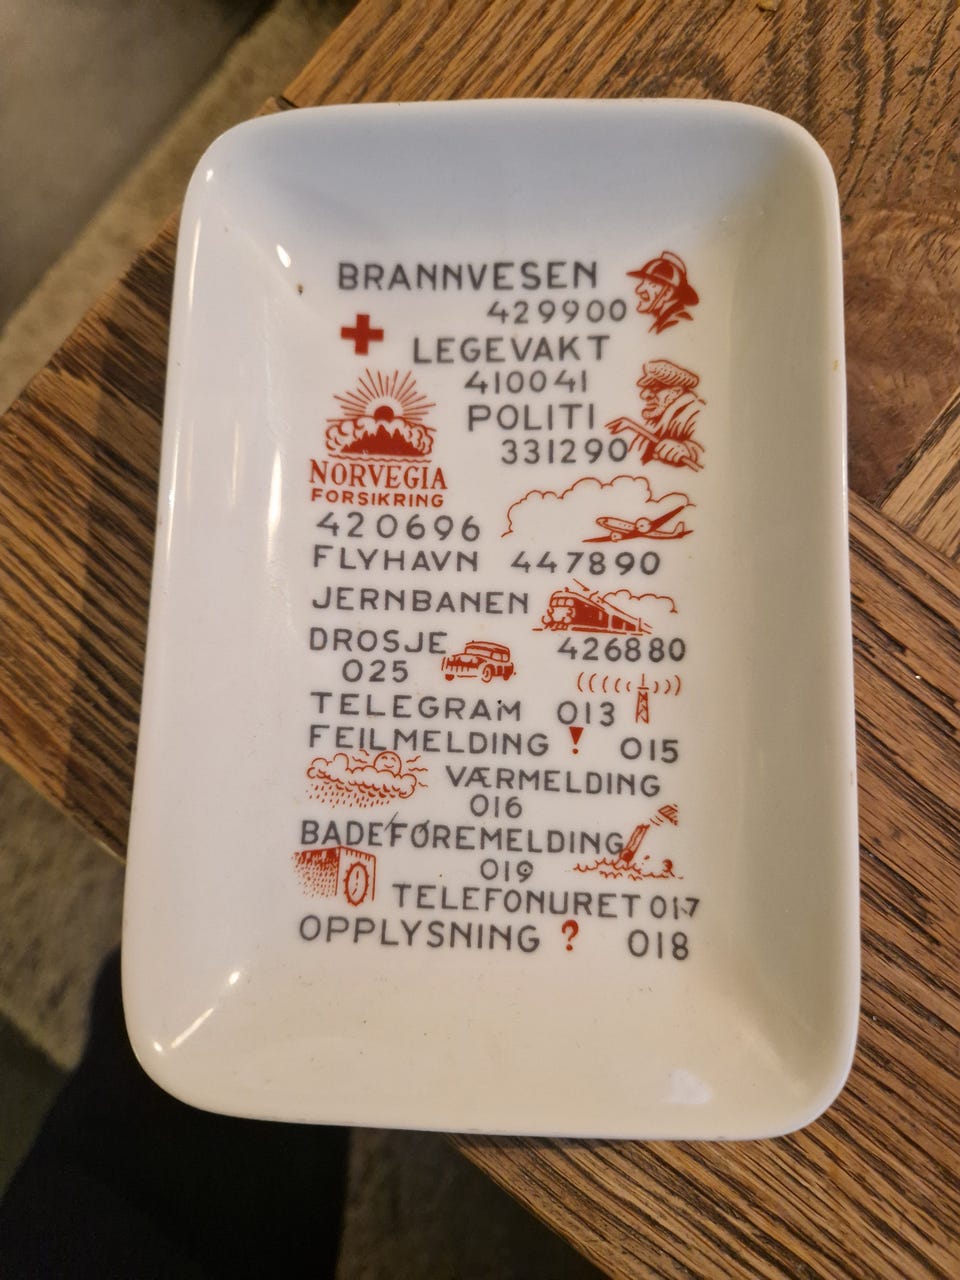 BRANNVESEN
429900
LEGEVAKT
410041
POLITI
331290
NORVEGIA
FORSIKRING
420696
FLYHAVN 447890
JERNBANEN
426880
DROSJE
025
TELEGRAM 013
FEILMELDING ! 015
VÆRMELDING
016
BADEFØREMELDING
019
TELEFONURET 017
OPPLYSNING ? 018